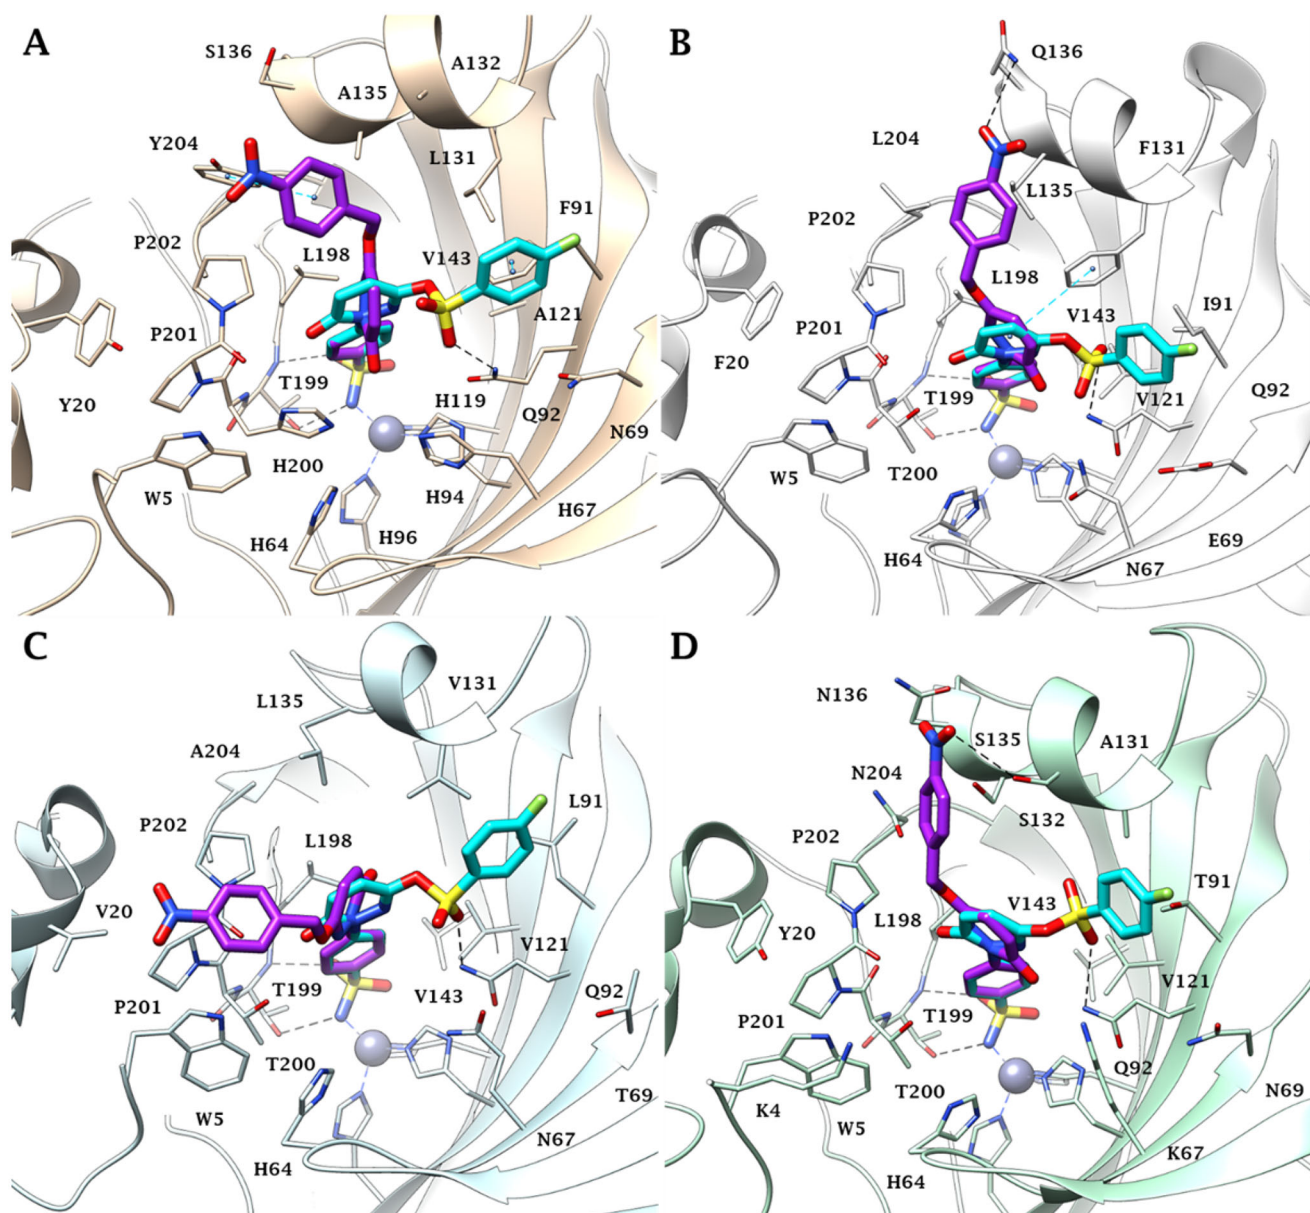 A
S136
A132
A135
Y204
L131
F91
P202
L198
V143
A121
P201
T199
H119
Q92
N69
Y20
H200
H94
W5
H67
H64
H96
B
Q136
L204
F131
L135
P202
L198
V143
I91
P201
F20
T199
V121
Q92
W5
T200
H64
E69
N67
C
V131
L135
A204
L91
P202
L198
V20
V121
P201
T199
V143
Q92
T200
T69
W5
N67
H64
D
N136
S135
A131
N204
S132
P202
T91
V143
L198
Y20
V121
P201
T199
Q92
T200
N69
K4
W5
K67
H64